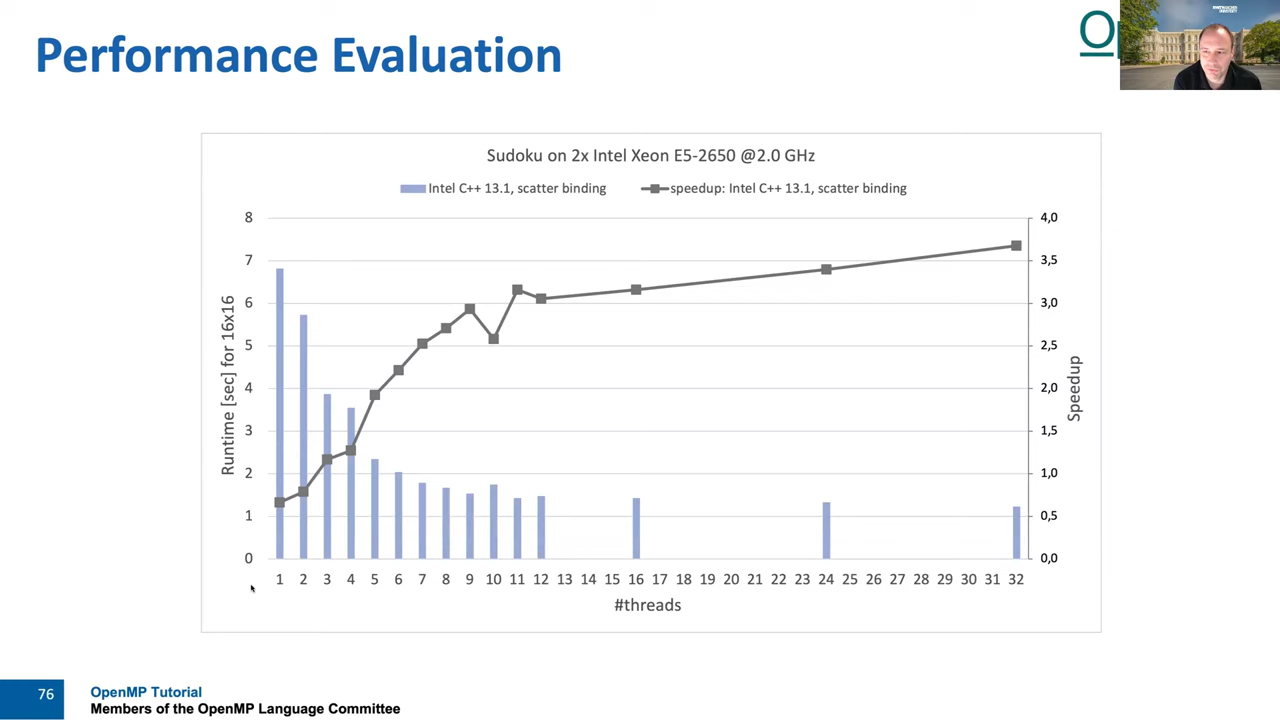 Performance Evaluation
Sudoku on 2x Intel Xeon E5-2650 @2.0 GHz
Intel C++ 13.1, scatter binding
speedup: Intel C++ 13.1, scatter binding
8
7
6
5
4
3
2
1
0
Runtime [sec] for 16x16
4,0
3,5
3,0
2,5
2,0
1,5
1,0
0,5
0,0
Speedup
1 2 3 4 5 6 7 8 9 10 11 12 13 14 15 16 17 18 19 20 21 22 23 24 25 26 27 28 29 30 31 32
#threads
76
OpenMP Tutorial
Members of the OpenMP Language Committee